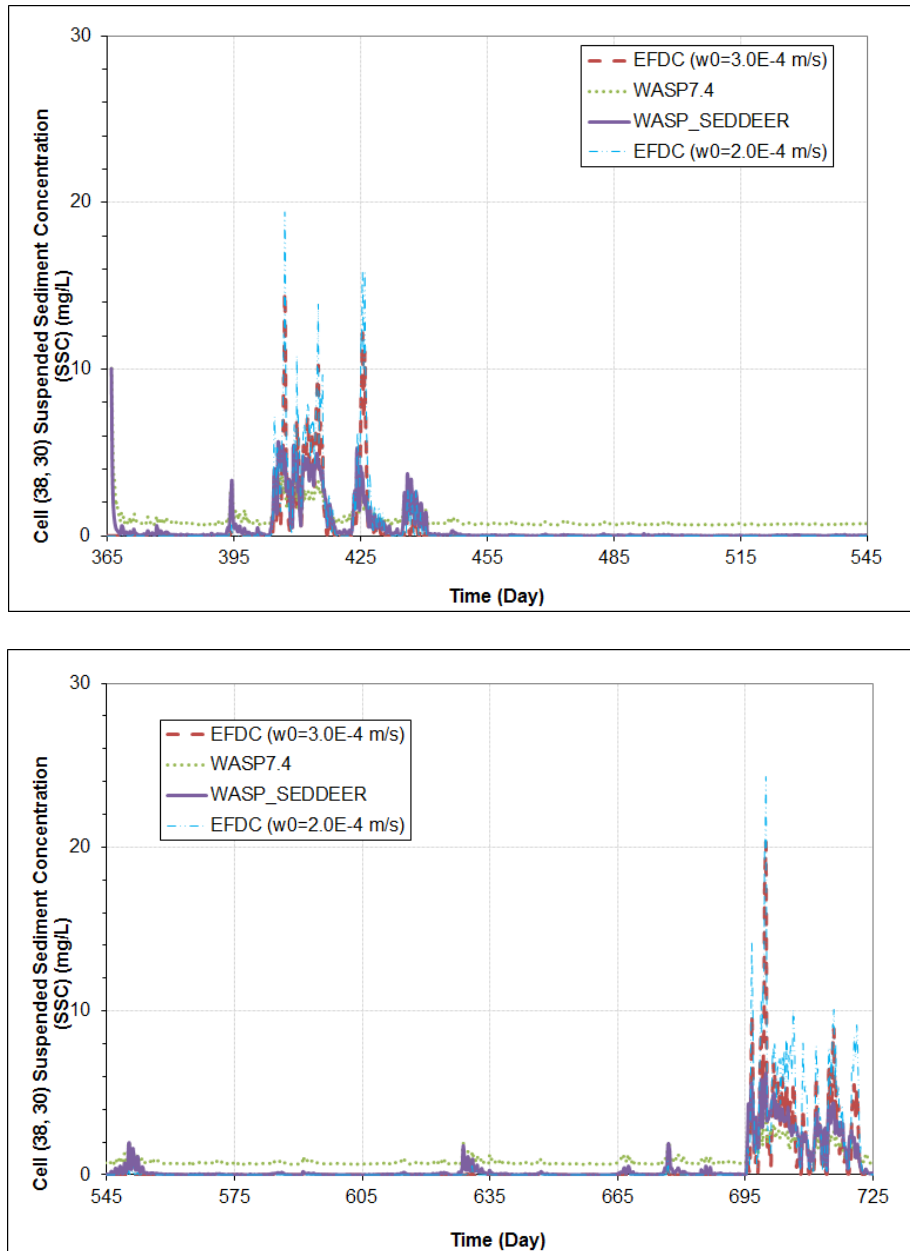 30
20
10
0
Cell (38, 30) Suspended Sediment Concentration
(SSC) (mg/L)
EFDC (w0=3.0E-4 m/s)
WASP7.4
WASP_SEDDEER
EFDC (w0=2.0E-4 m/s)
365 395 425 455 485 515 545
Time (Day)
30
20
10
0
Cell (38, 30) Suspended Sediment Concentration
(SSC) (mg/L)
EFDC (w0=3.0E-4 m/s)
WASP7.4
WASP_SEDDEER
EFDC (w0=2.0E-4 m/s)
545 575 605 635 665 695 725
Time (Day)